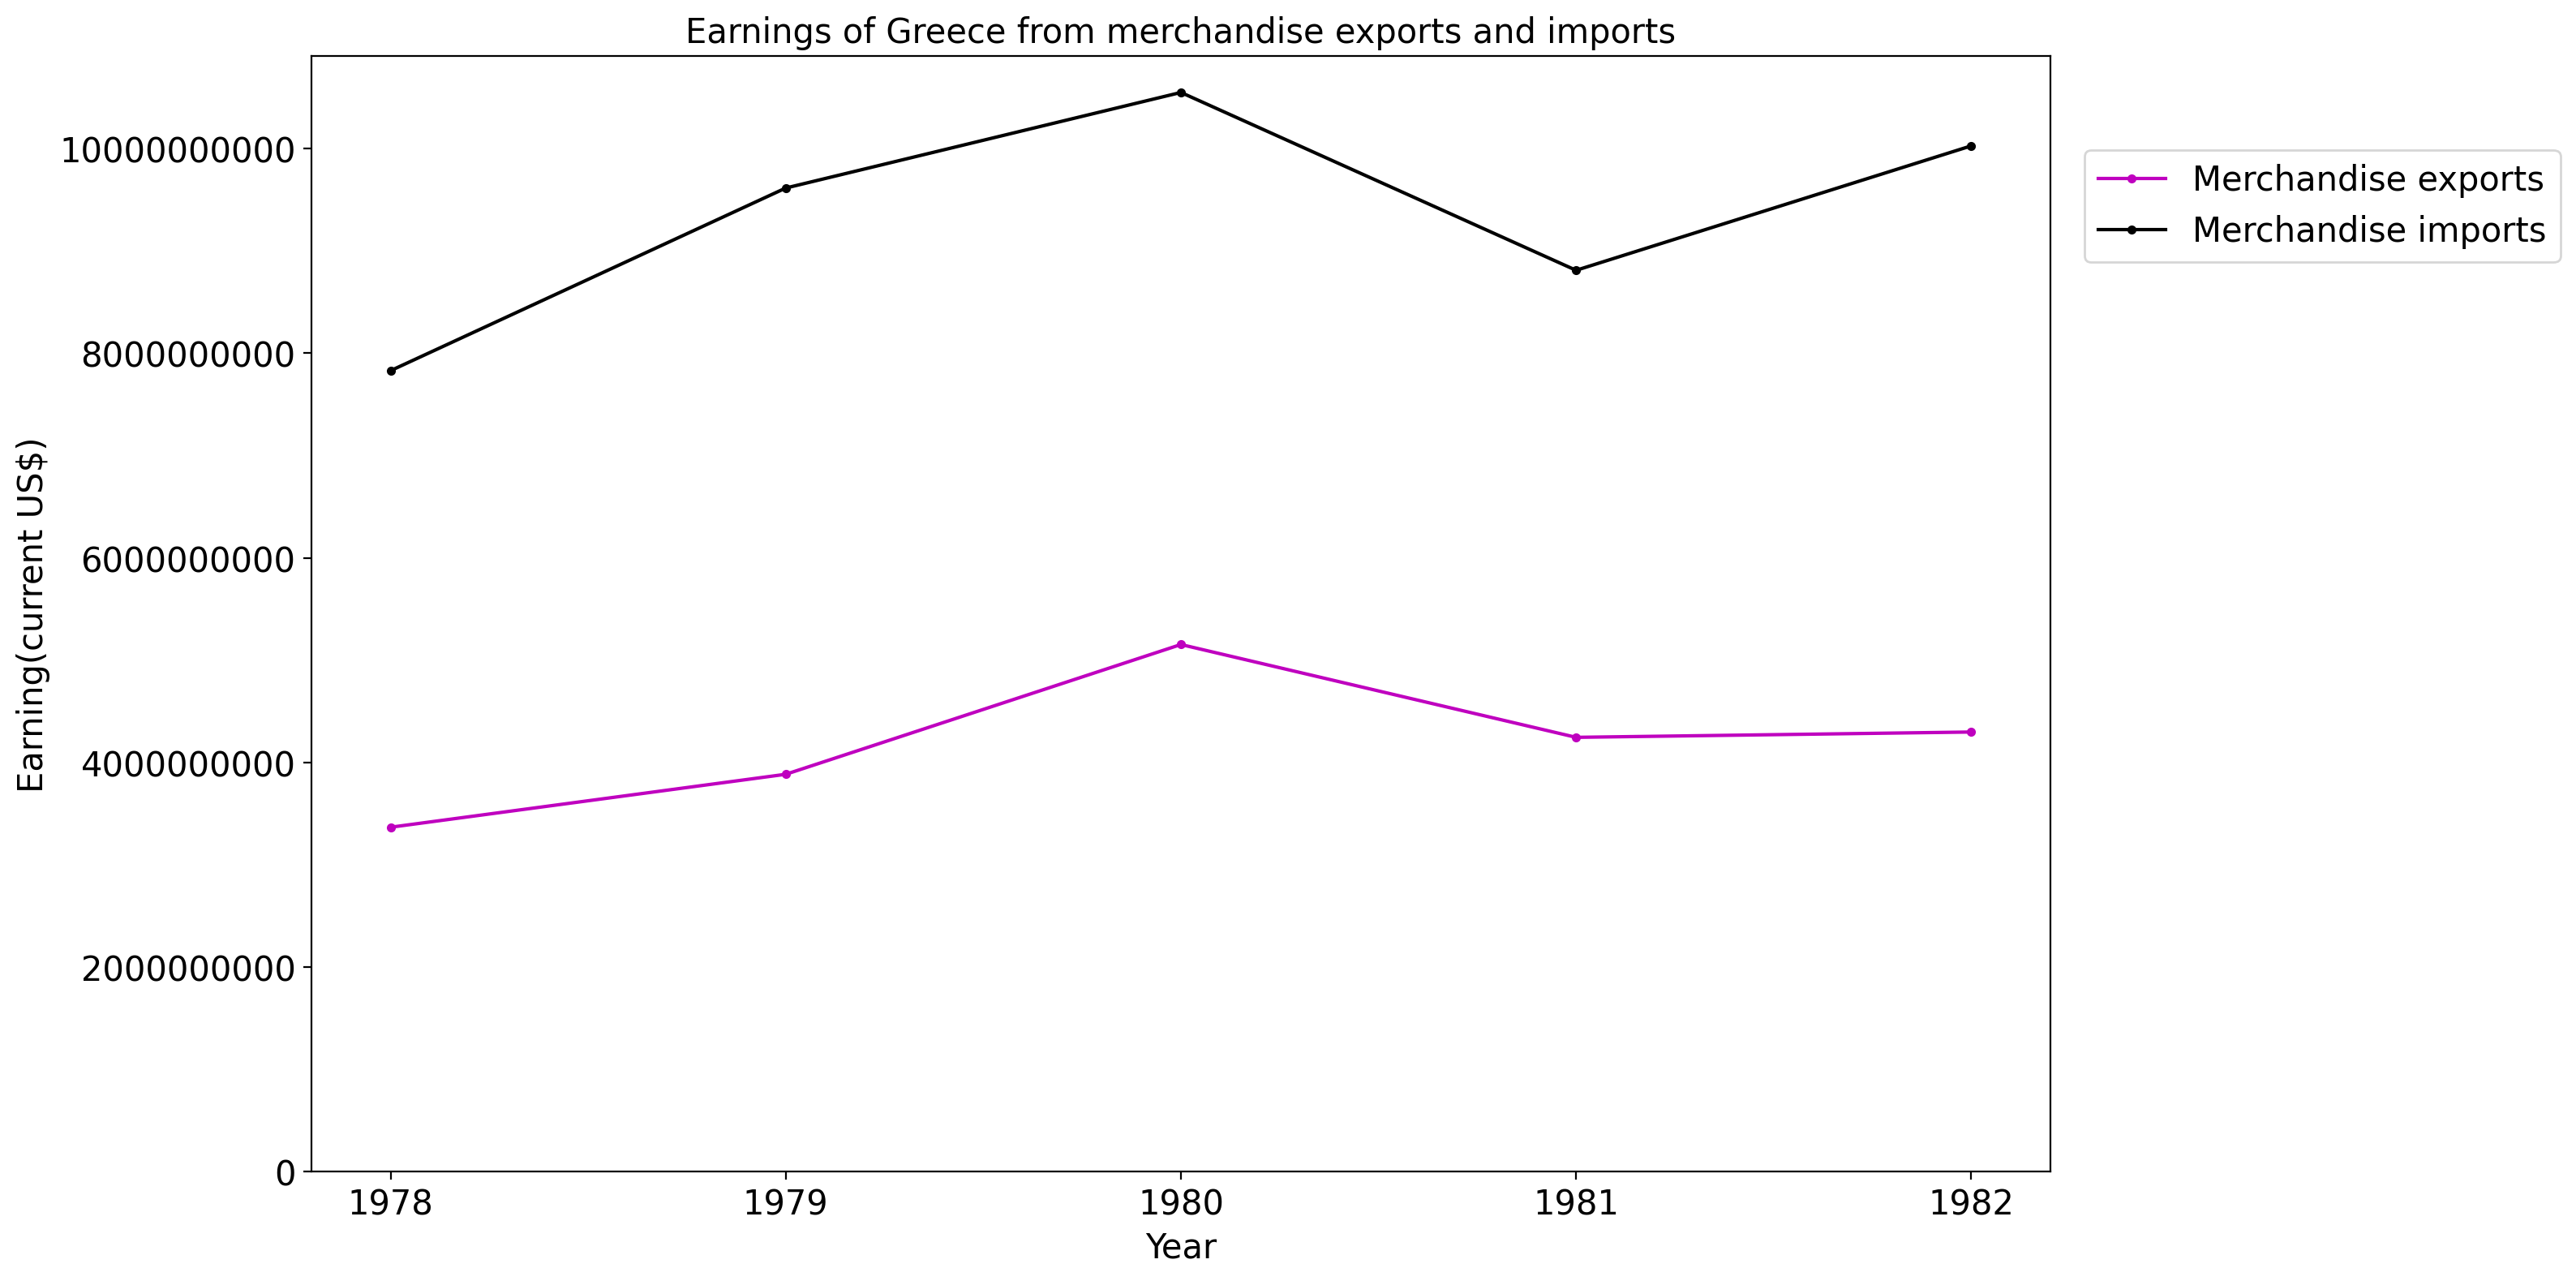 Earnings of Greece from merchandise exports and imports
10000000000
8000000000
6000000000
4000000000
2000000000
0
Earning(current US$)
1978 1979 1980 1981 1982
Year
Merchandise exports
Merchandise imports